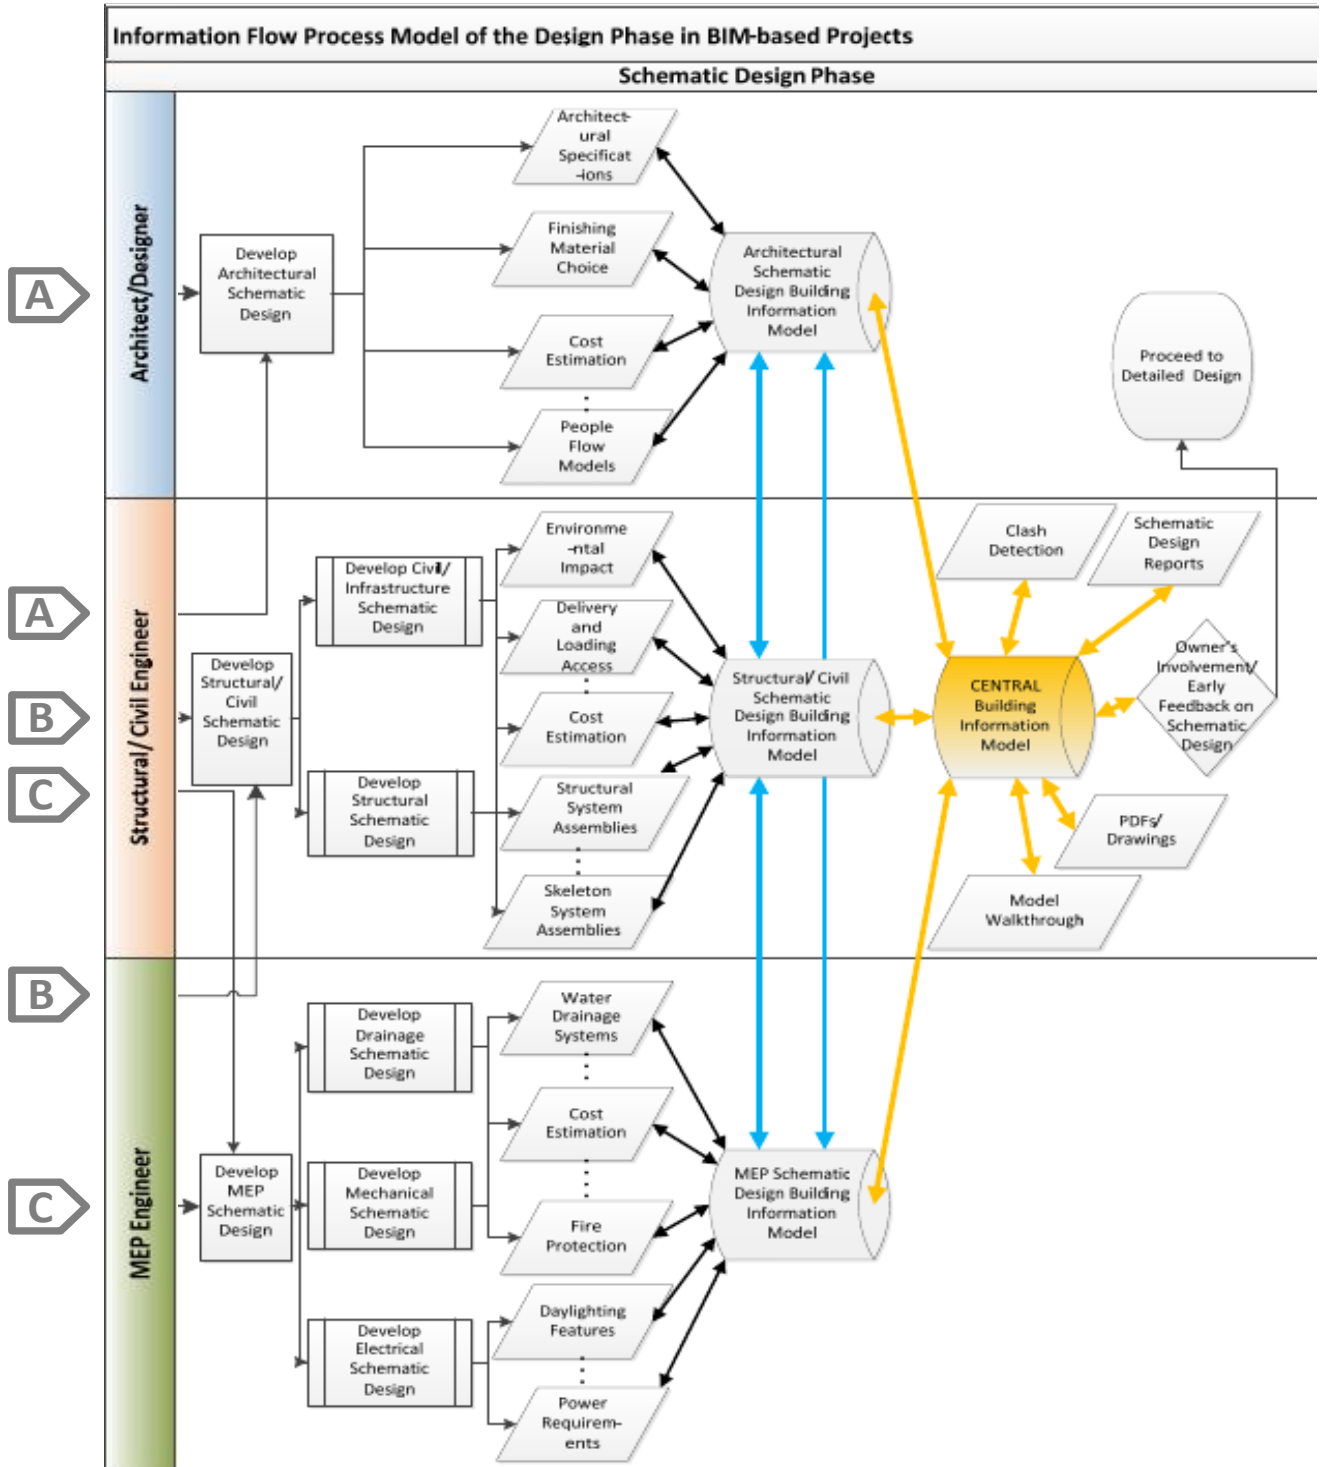 Information Flow Process Model of the Design Phase in BIM-based Projects
Schematic Design Phase
A
Architect/Designer
Develop
Architectural
Schematic
Design
Architect-
ural
Specificat
-ions
Finishing
Material
Choice
Cost
Estimation
People
Flow
Models
Architectural
Schematic
Design Building
Information
Model
Proceed to
Detailed Design
A
B
C
Structural/ Civil Engineer
Develop
Structural/
Civil
Schematic
Design
Develop Civil/
Infrastructure
Schematic
Design
Develop
Structural
Schematic
Design
Environme
-ntal
Impact
Delivery
and
Loading
Access
Cost
Estimation
Structural
System
Assemblies
Skeleton
System
Assemblies
Structural/ Civil
Schematic
Design Building
Information
Model
CENTRAL
Building
Information
Model
Clash
Detection
Schematic
Design
Reports
Owner's
Involvement/
Early
Feedback on
Schematic
Design
PDFs/
Drawings
Model
Walkthrough
B
C
MEP Engineer
Develop
MEP
Schematic
Design
Develop
Drainage
Schematic
Design
Develop
Mechanical
Schematic
Design
Develop
Electrical
Schematic
Design
Water
Drainage
Systems
Cost
Estimation
Fire
Protection
Daylighting
Features
Power
Requirem-
ents
MEP Schematic
Design Building
Information
Model